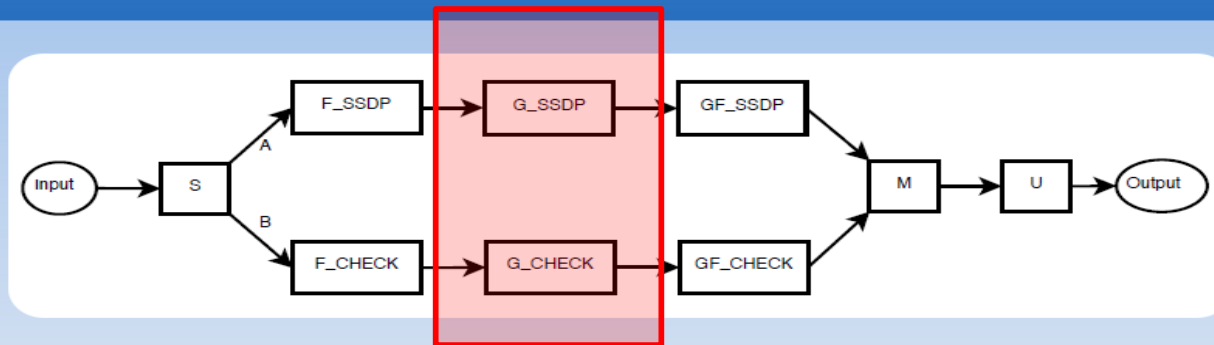 F_SSDP
G_SSDP
GF_SSDP
A
Input
S
M
U
Output
B
F_CHECK
G_CHECK
GF_CHECK